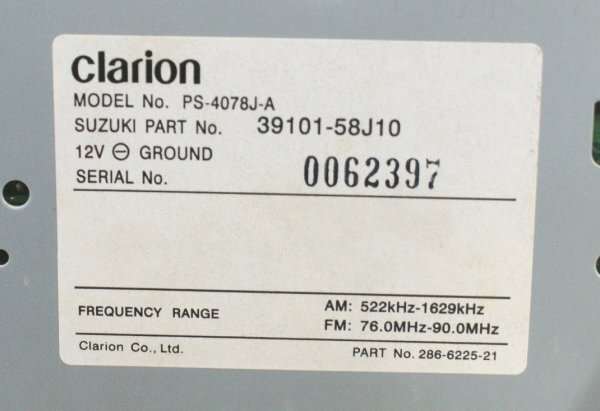 clarion
MODEL No. PS-4078J-A
SUZUKI PART No. 39101-58J10
12V ⊖ GROUND
SERIAL No. 0062397
FREQUENCY RANGE AM: 522kHz-1629kHz
FM: 76.0MHz-90.0MHz
Clarion Co., Ltd. PART No. 286-6225-21